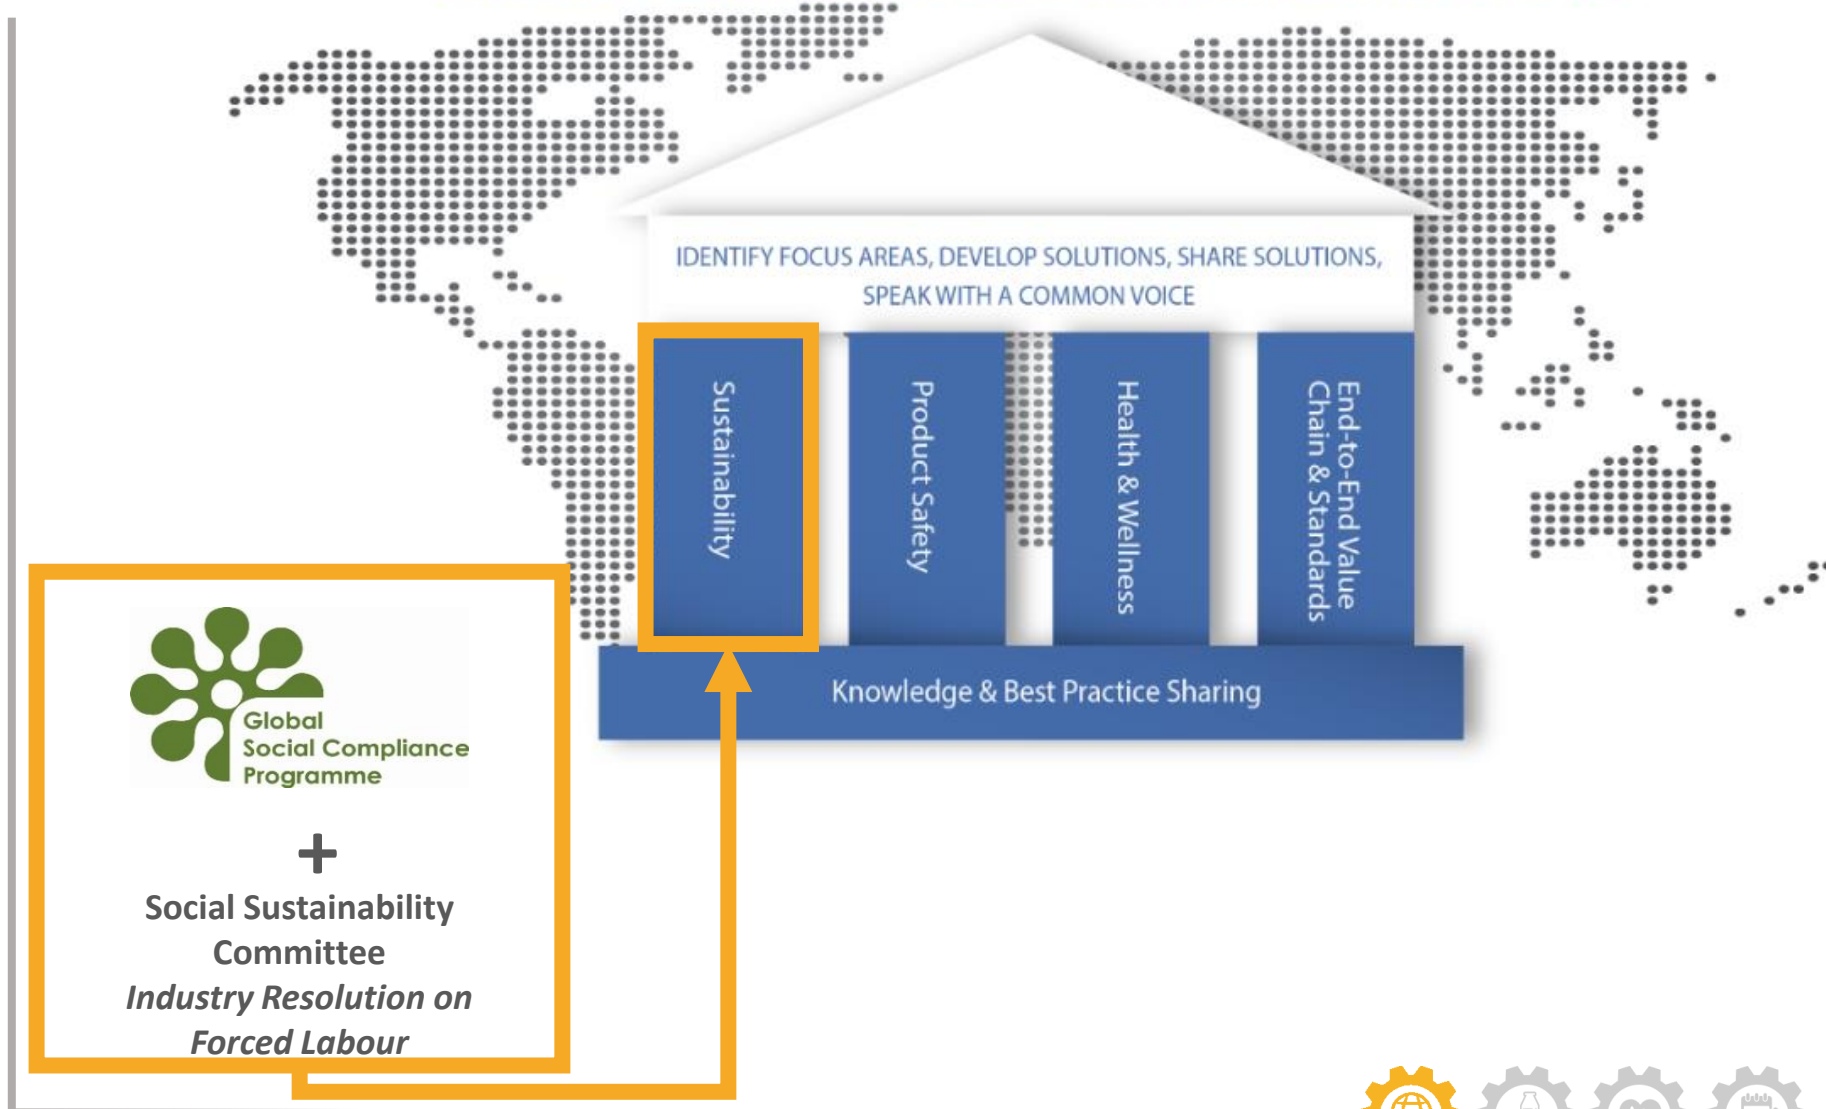 IDENTIFY FOCUS AREAS, DEVELOP SOLUTIONS, SHARE SOLUTIONS,
SPEAK WITH A COMMON VOICE
Sustainability
Product Safety
Health & Wellness
End-to-End Value
Chain & Standards
Knowledge & Best Practice Sharing
Global
Social Compliance
Programme
+
Social Sustainability
Committee
Industry Resolution on
Forced Labour